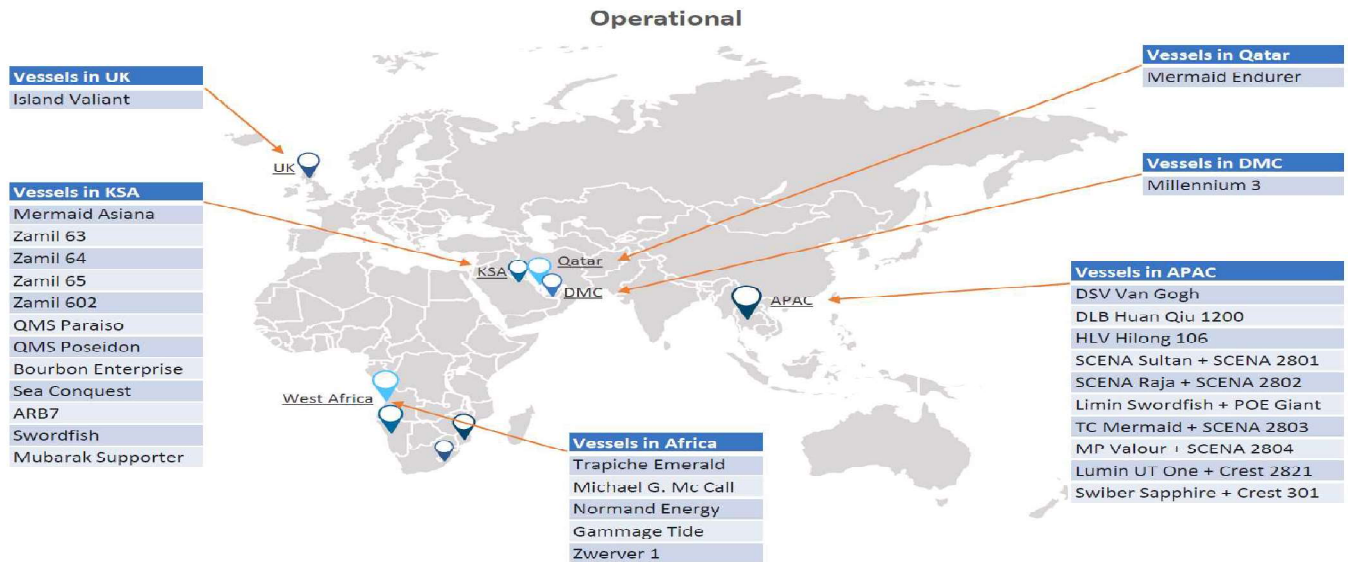 Operational
Vessels in UK
Island Valiant
Vessels in Qatar
Mermaid Endurer
Vessels in DMC
Millennium 3
Vessels in KSA
Mermaid Asiana
Zamil 63
Zamil 64
Zamil 65
Zamil 602
QMS Paraiso
QMS Poseidon
Bourbon Enterprise
Sea Conquest
ARB7
Swordfish
Mubarak Supporter
UK
KSA
Qatar
DMC
APAC
West Africa
Vessels in APAC
DSV Van Gogh
DLB Huan Qiu 1200
HLV Hilong 106
SCENA Sultan + SCENA 2801
SCENA Raja + SCENA 2802
Limin Swordfish + POE Giant
TC Mermaid + SCENA 2803
MP Valour + SCENA 2804
Lumin UT One + Crest 2821
Swiber Sapphire + Crest 301
Vessels in Africa
Trapiche Emerald
Michael G. Mc Call
Normand Energy
Gammage Tide
Zwerver 1